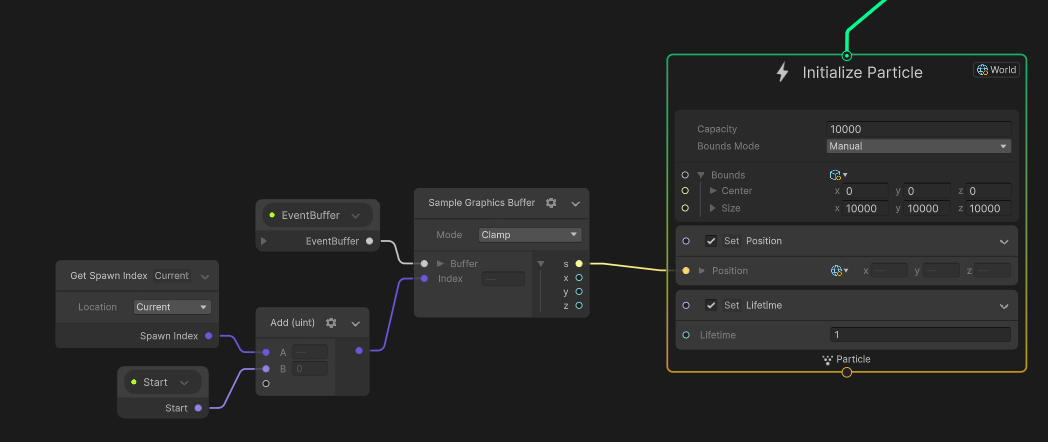 Initialize Particle
World
Capacity 10000
Bounds Mode Manual
Bounds
Center x 0 y 0 z 0
Size x 10000 y 10000 z 10000
Set Position
Position x — y — z —
Set Lifetime
Lifetime 1
Particle
Sample Graphics Buffer
Mode Clamp
Buffer
Index —
s
x
y
z
EventBuffer
EventBuffer
Get Spawn Index Current
Location Current
Spawn Index
Add (uint)
A —
B 0
Start
Start